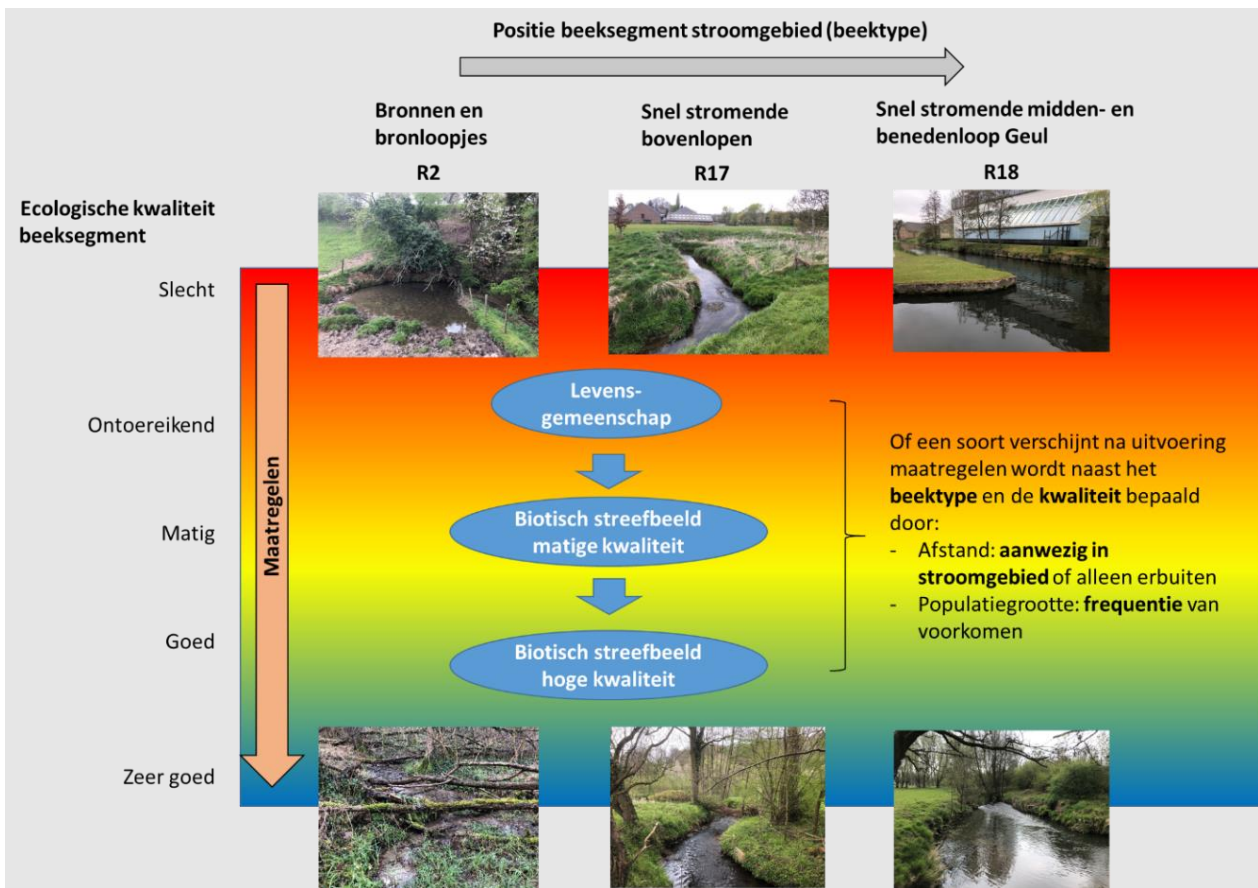 Positie beeksegment stroomgebied (beektype)
Bronnen en
bronloopjes
R2
Snel stromende
bovenlopen
R17
Snel stromende midden- en
benedenloop Geul
R18
Ecologische kwaliteit
beeksegment
Slecht
Ontoereikend
Matig
Goed
Zeer goed
Maatregelen
Levens-
gemeenschap
Biotisch streefbeeld
matige kwaliteit
Biotisch streefbeeld
hoge kwaliteit
Of een soort verschijnt na uitvoering
maatregelen wordt naast het
beektype en de kwaliteit bepaald
door:
- Afstand: aanwezig in
stroomgebied of alleen erbuiten
- Populatiegrootte: frequentie van
voorkomen